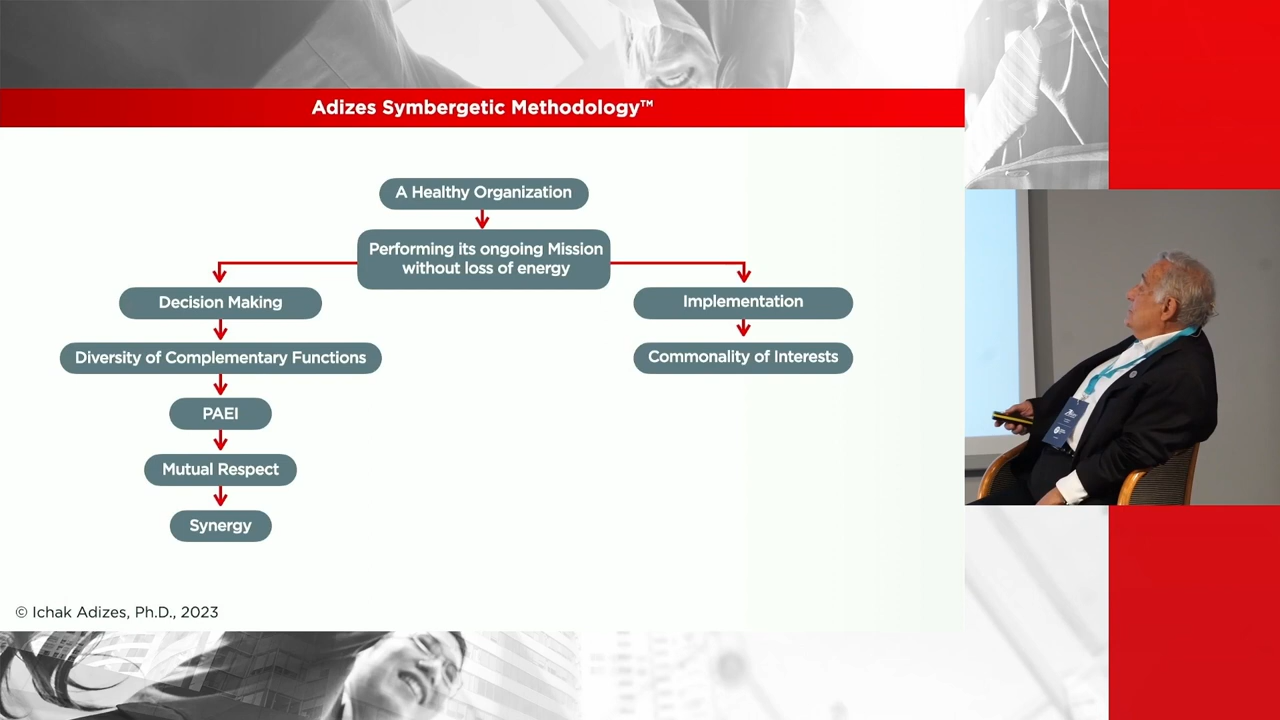 Adizes Symbergetic Methodology™
A Healthy Organization
Performing its ongoing Mission
without loss of energy
Decision Making
Implementation
Diversity of Complementary Functions
Commonality of Interests
PAEI
Mutual Respect
Synergy
© Ichak Adizes, Ph.D., 2023